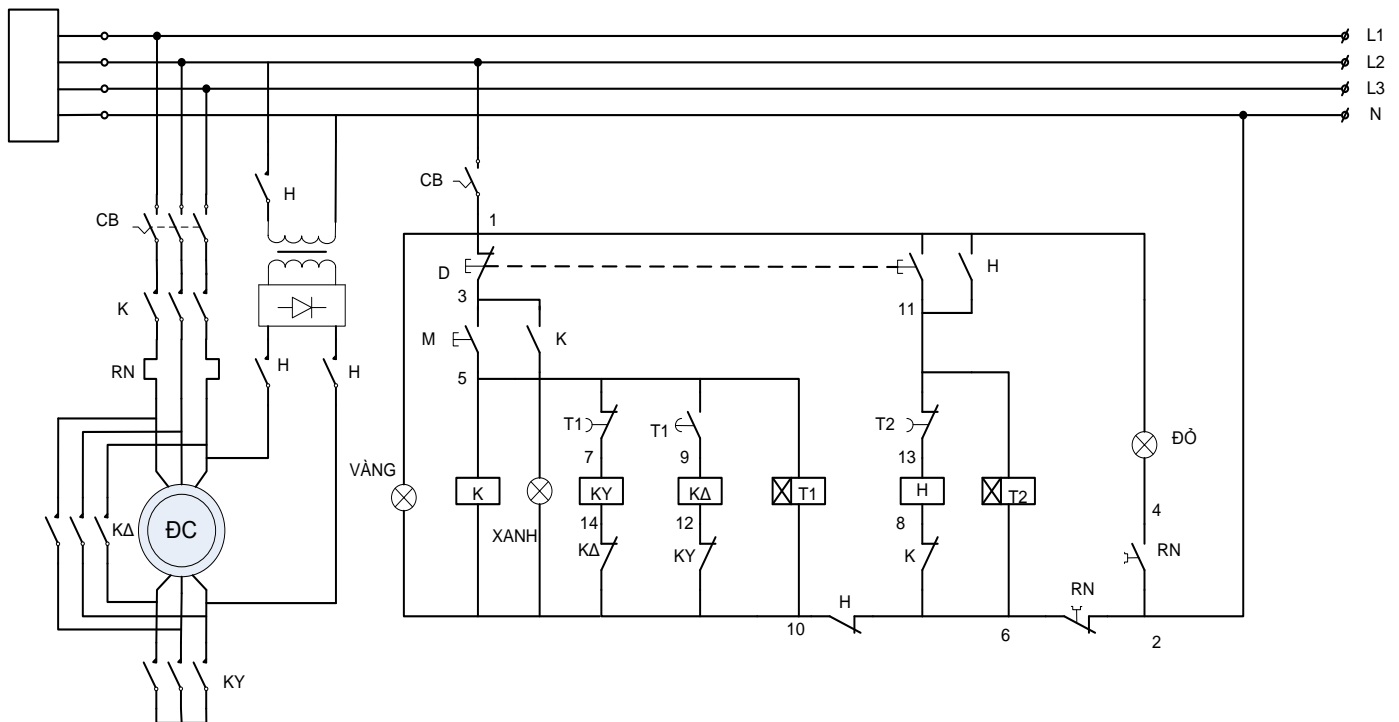 L1
L2
L3
N
H
CB
CB
1
D
H
3
11
K
M
K
RN
H
H
5
T1
T1
T2
ĐỎ
VÀNG
7
9
13
K
KY
KΔ
T1
H
T2
4
KΔ
ĐC
XANH
14
12
8
KΔ
KY
K
RN
H
RN
10
6
2
KY